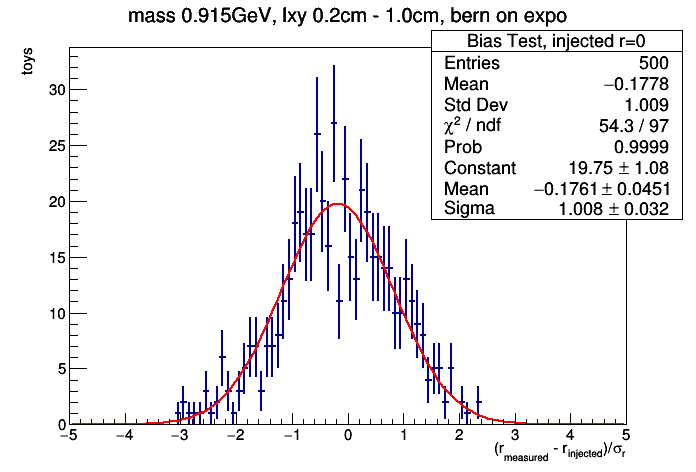 mass 0.915GeV, lxy 0.2cm - 1.0cm, bern on expo
Bias Test, injected r=0
Entries 500
Mean −0.1778
Std Dev 1.009
χ² / ndf 54.3 / 97
Prob 0.9999
Constant 19.75 ± 1.08
Mean −0.1761 ± 0.0451
Sigma 1.008 ± 0.032
toys
30
25
20
15
10
5
0
−5 −4 −3 −2 −1 0 1 2 3 4 5
(r_measured - r_injected)/σ_r